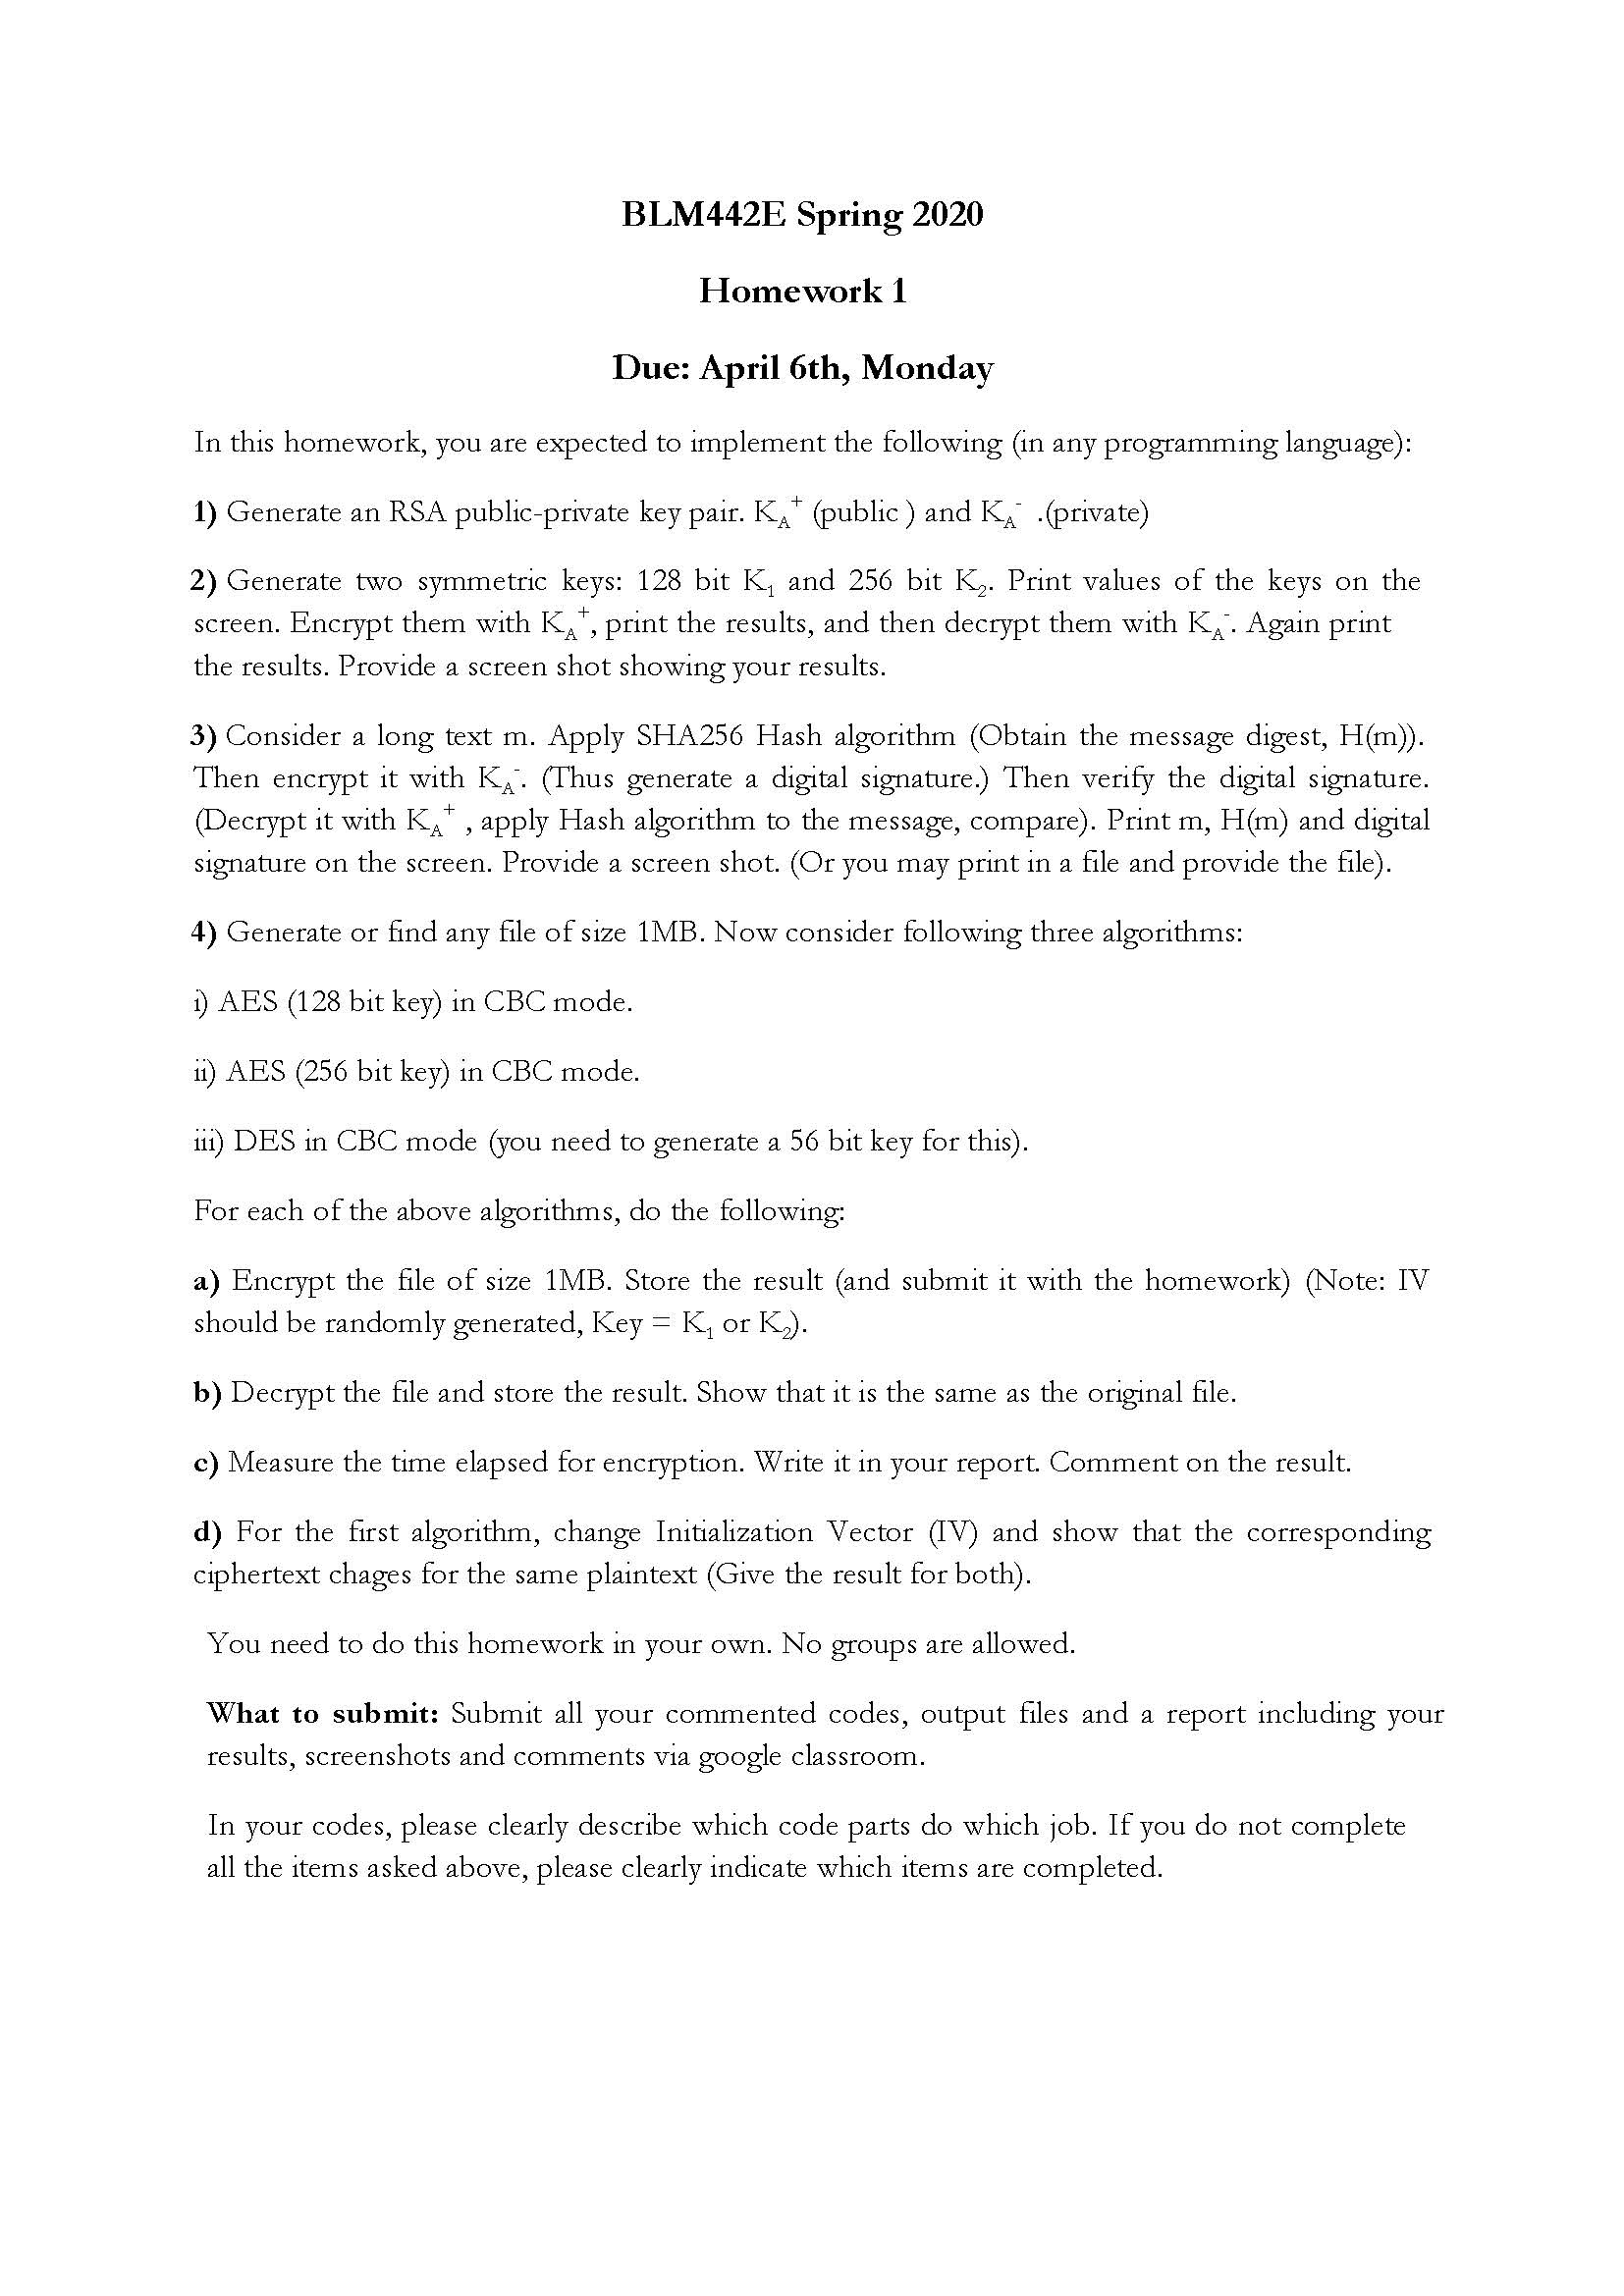 BLM442E Spring 2020
Homework 1
Due: April 6th, Monday
In this homework, you are expected to implement the following (in any programming language):
1) Generate an RSA public-private key pair. K_A^+ (public ) and K_A^- .(private)
2) Generate two symmetric keys: 128 bit K_1 and 256 bit K_2. Print values of the keys on the
screen. Encrypt them with K_A^+, print the results, and then decrypt them with K_A^-. Again print
the results. Provide a screen shot showing your results.
3) Consider a long text m. Apply SHA256 Hash algorithm (Obtain the message digest, H(m)).
Then encrypt it with K_A^-. (Thus generate a digital signature.) Then verify the digital signature.
(Decrypt it with K_A^+ , apply Hash algorithm to the message, compare). Print m, H(m) and digital
signature on the screen. Provide a screen shot. (Or you may print in a file and provide the file).
4) Generate or find any file of size 1MB. Now consider following three algorithms:
i) AES (128 bit key) in CBC mode.
ii) AES (256 bit key) in CBC mode.
iii) DES in CBC mode (you need to generate a 56 bit key for this).
For each of the above algorithms, do the following:
a) Encrypt the file of size 1MB. Store the result (and submit it with the homework) (Note: IV
should be randomly generated, Key = K_1 or K_2).
b) Decrypt the file and store the result. Show that it is the same as the original file.
c) Measure the time elapsed for encryption. Write it in your report. Comment on the result.
d) For the first algorithm, change Initialization Vector (IV) and show that the corresponding
ciphertext chages for the same plaintext (Give the result for both).
You need to do this homework in your own. No groups are allowed.
What to submit: Submit all your commented codes, output files and a report including your
results, screenshots and comments via google classroom.
In your codes, please clearly describe which code parts do which job. If you do not complete
all the items asked above, please clearly indicate which items are completed.